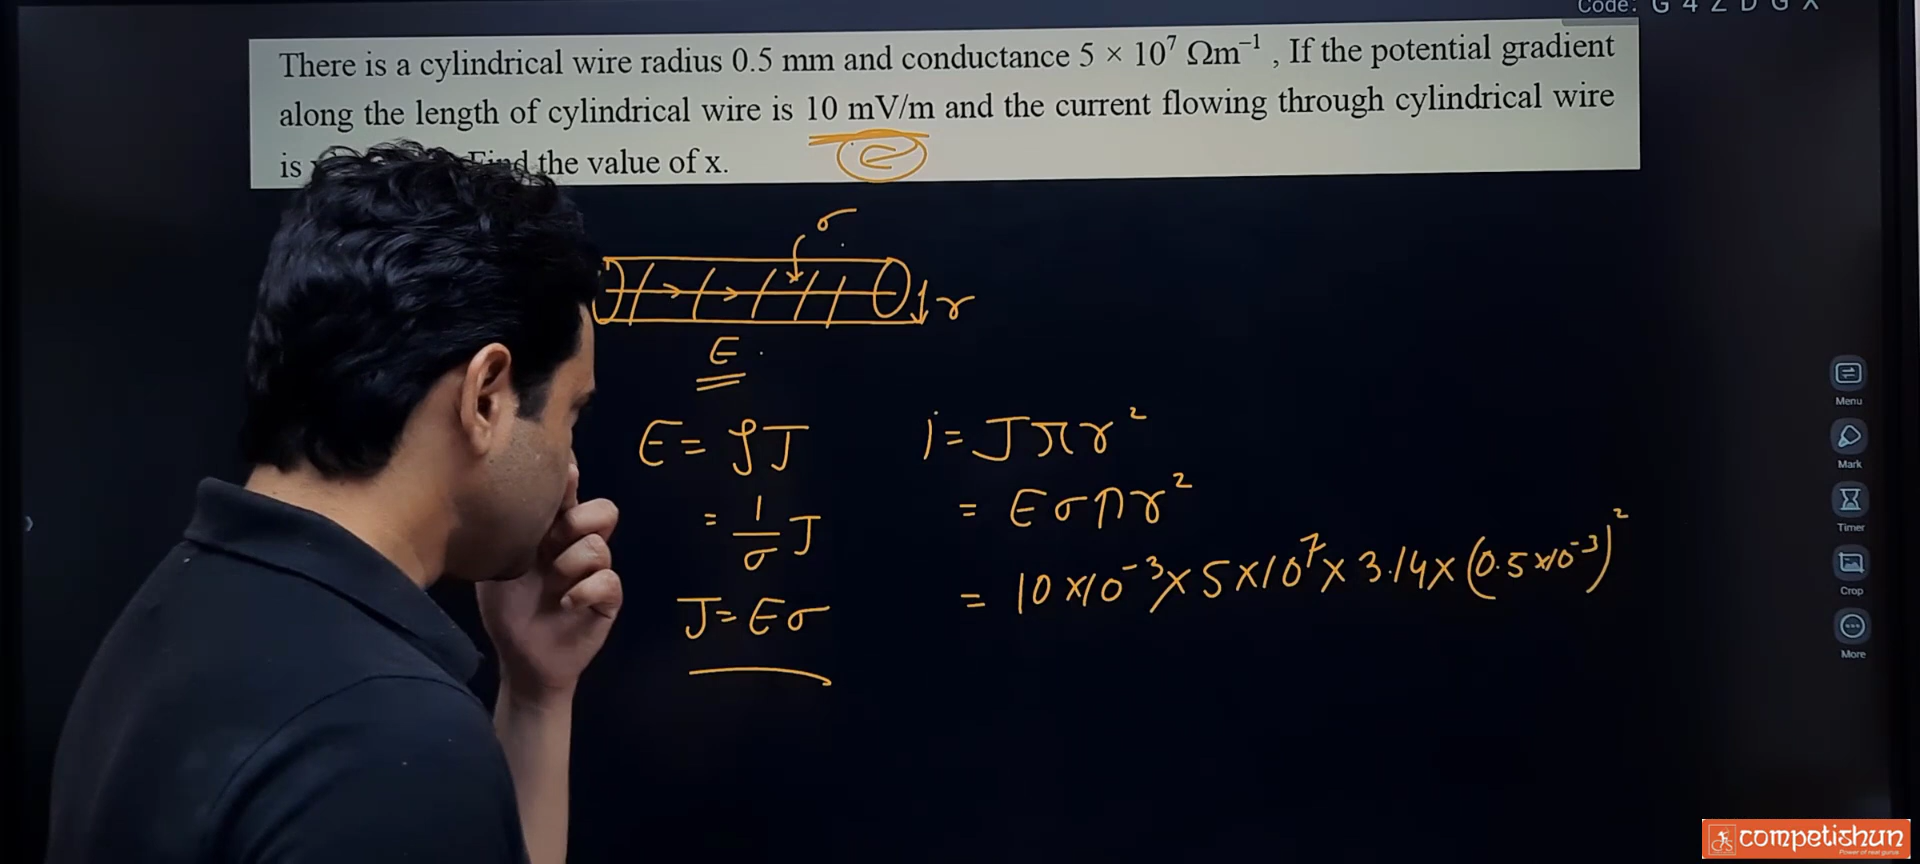 Code: G 4 Z D G X
There is a cylindrical wire radius 0.5 mm and conductance 5 × 10⁷ Ωm⁻¹ , If the potential gradient
along the length of cylindrical wire is 10 mV/m and the current flowing through cylindrical wire
is Find the value of x.
σ
r
E
E = ρJ
= 1/σ J
J = Eσ
i = Jπr²
= Eσπr²
= 10×10⁻³×5×10⁷×3.14×(0.5×10⁻³)²
Menu
Mark
Timer
Crop
More
competishun